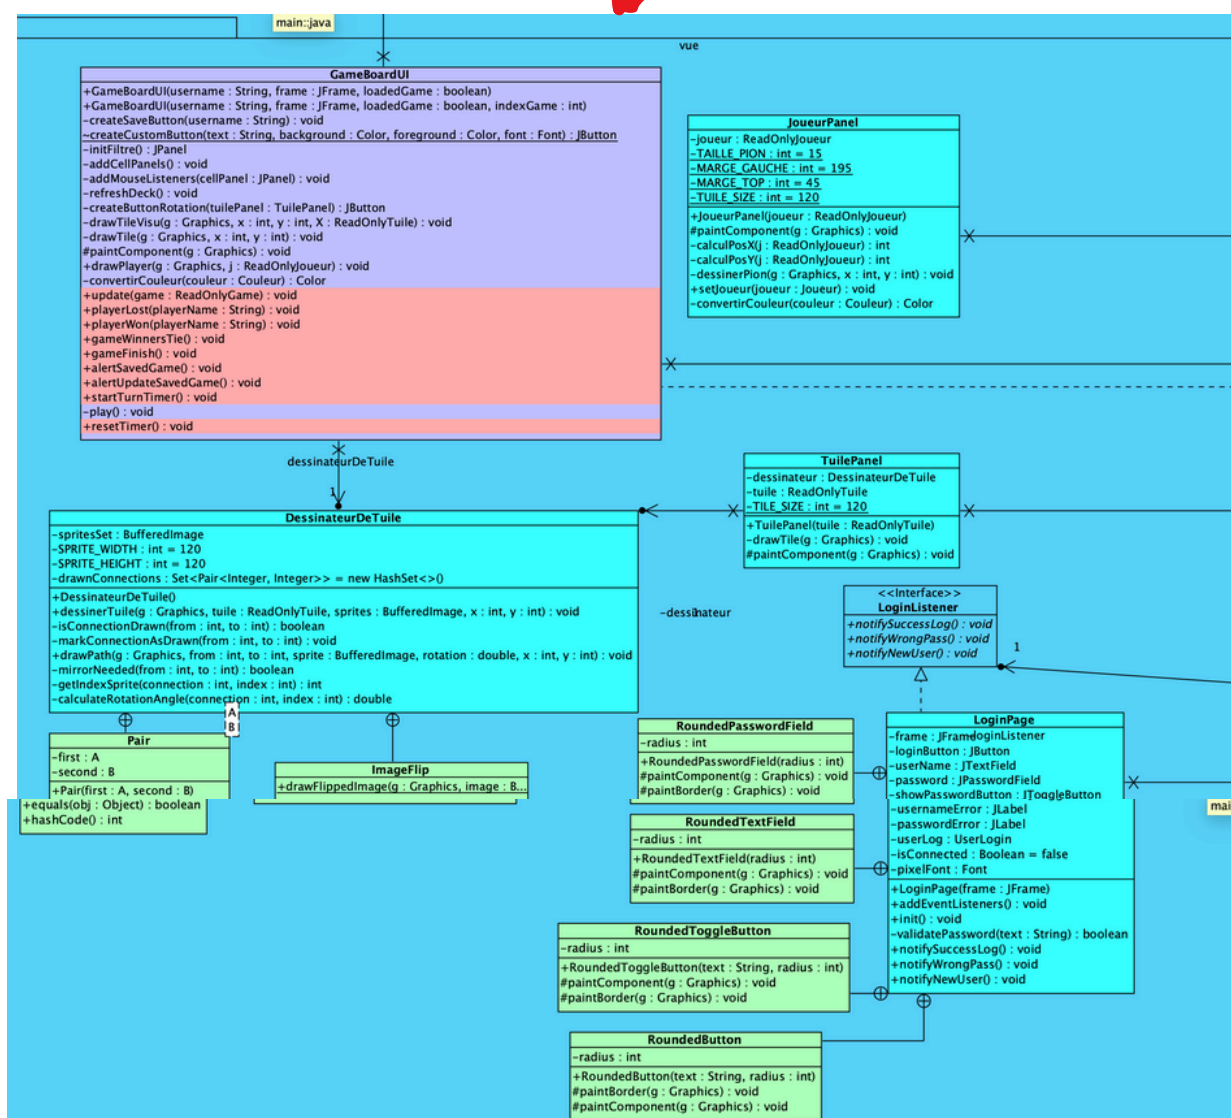 main::java
vue
GameBoardUI
+GameBoardUI(username : String, frame : JFrame, loadedGame : boolean)
+GameBoardUI(username : String, frame : JFrame, loadedGame : boolean, indexGame : int)
-createSaveButton(username : String) : void
~createCustomButton(text : String, background : Color, foreground : Color, font : Font) : JButton
-initFiltre() : JPanel
-addCellPanels() : void
-addMouseListeners(cellPanel : JPanel) : void
-refreshDeck() : void
-createButtonRotation(tuilePanel : TuilePanel) : JButton
-drawTileVisu(g : Graphics, x : int, y : int, X : ReadOnlyTuile) : void
-drawTile(g : Graphics, x : int, y : int) : void
#paintComponent(g : Graphics) : void
+drawPlayer(g : Graphics, j : ReadOnlyJoueur) : void
-convertirCouleur(couleur : Couleur) : Color
+update(game : ReadOnlyGame) : void
+playerLost(playerName : String) : void
+playerWon(playerName : String) : void
+gameWinnersTie() : void
+gameFinish() : void
+alertSavedGame() : void
+alertUpdateSavedGame() : void
+startTurnTimer() : void
-play() : void
+resetTimer() : void
JoueurPanel
-joueur : ReadOnlyJoueur
-TAILLE_PION : int = 15
-MARGE_GAUCHE : int = 195
-MARGE_TOP : int = 45
-TUILE_SIZE : int = 120
+JoueurPanel(joueur : ReadOnlyJoueur)
#paintComponent(g : Graphics) : void
-calculPosX(j : ReadOnlyJoueur) : int
-calculPosY(j : ReadOnlyJoueur) : int
-dessinerPion(g : Graphics, x : int, y : int) : void
+setJoueur(joueur : Joueur) : void
-convertirCouleur(couleur : Couleur) : Color
dessinateurDeTuile
1
TuilePanel
-dessinateur : DessinateurDeTuile
-tuile : ReadOnlyTuile
-TILE_SIZE : int = 120
+TuilePanel(tuile : ReadOnlyTuile)
-drawTile(g : Graphics) : void
#paintComponent(g : Graphics) : void
DessinateurDeTuile
-spritesSet : BufferedImage
-SPRITE_WIDTH : int = 120
-SPRITE_HEIGHT : int = 120
-drawnConnections : Set<Pair<Integer, Integer>> = new HashSet<>()
+DessinateurDeTuile()
+dessinerTuile(g : Graphics, tuile : ReadOnlyTuile, sprites : BufferedImage, x : int, y : int) : void
-isConnectionDrawn(from : int, to : int) : boolean
-markConnectionAsDrawn(from : int, to : int) : void
+drawPath(g : Graphics, from : int, to : int, sprite : BufferedImage, rotation : double, x : int, y : int) : void
-mirrorNeeded(from : int, to : int) : boolean
-getIndexSprite(connection : int, index : int) : int
-calculateRotationAngle(connection : int, index : int) : double
-dessinateur
<<Interface>>
LoginListener
+notifySuccessLog() : void
+notifyWrongPass() : void
+notifyNewUser() : void
1
A
B
Pair
-first : A
-second : B
+Pair(first : A, second : B)
+equals(obj : Object) : boolean
+hashCode() : int
ImageFlip
+drawFlippedImage(g : Graphics, image : B...
RoundedPasswordField
-radius : int
+RoundedPasswordField(radius : int)
#paintComponent(g : Graphics) : void
#paintBorder(g : Graphics) : void
LoginPage
-frame : JFrame
-loginListener
-loginButton : JButton
-userName : JTextField
-password : JPasswordField
-showPasswordButton : JToggleButton
-usernameError : JLabel
-passwordError : JLabel
-userLog : UserLogin
-isConnected : Boolean = false
-pixelFont : Font
+LoginPage(frame : JFrame)
+addEventListeners() : void
+init() : void
-validatePassword(text : String) : boolean
+notifySuccessLog() : void
+notifyWrongPass() : void
+notifyNewUser() : void
mai
RoundedTextField
-radius : int
+RoundedTextField(radius : int)
#paintComponent(g : Graphics) : void
#paintBorder(g : Graphics) : void
RoundedToggleButton
-radius : int
+RoundedToggleButton(text : String, radius : int)
#paintComponent(g : Graphics) : void
#paintBorder(g : Graphics) : void
RoundedButton
-radius : int
+RoundedButton(text : String, radius : int)
#paintBorder(g : Graphics) : void
#paintComponent(g : Graphics) : void